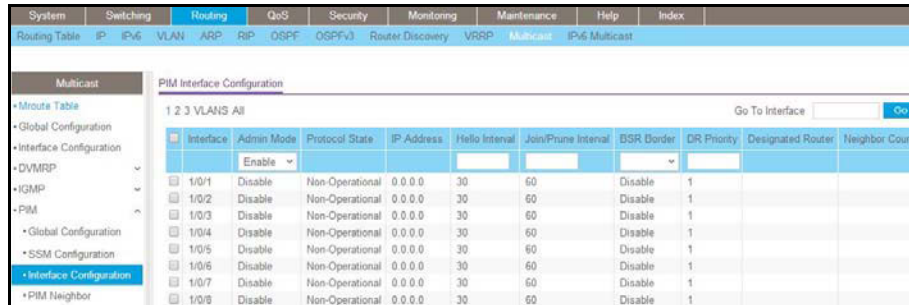 System Switching Routing QoS Security Monitoring Maintenance Help Index
Routing Table IP IPv6 VLAN ARP RIP OSPF OSPFv3 Router Discovery VRRP Multicast IPv6 Multicast
Multicast
• Mroute Table
• Global Configuration
• Interface Configuration
• DVMRP
• IGMP
• PIM
• Global Configuration
• SSM Configuration
• Interface Configuration
• PIM Neighbor
PIM Interface Configuration
1 2 3 VLANS All Go To Interface Go
Interface Admin Mode Protocol State IP Address Hello Interval Join/Prune Interval BSR Border DR Priority Designated Router Neighbor Cou
Enable
1/0/1 Disable Non-Operational 0.0.0.0 30 60 Disable 1
1/0/2 Disable Non-Operational 0.0.0.0 30 60 Disable 1
1/0/3 Disable Non-Operational 0.0.0.0 30 60 Disable 1
1/0/4 Disable Non-Operational 0.0.0.0 30 60 Disable 1
1/0/5 Disable Non-Operational 0.0.0.0 30 60 Disable 1
1/0/6 Disable Non-Operational 0.0.0.0 30 60 Disable 1
1/0/7 Disable Non-Operational 0.0.0.0 30 60 Disable 1
1/0/8 Disable Non-Operational 0.0.0.0 30 60 Disable 1